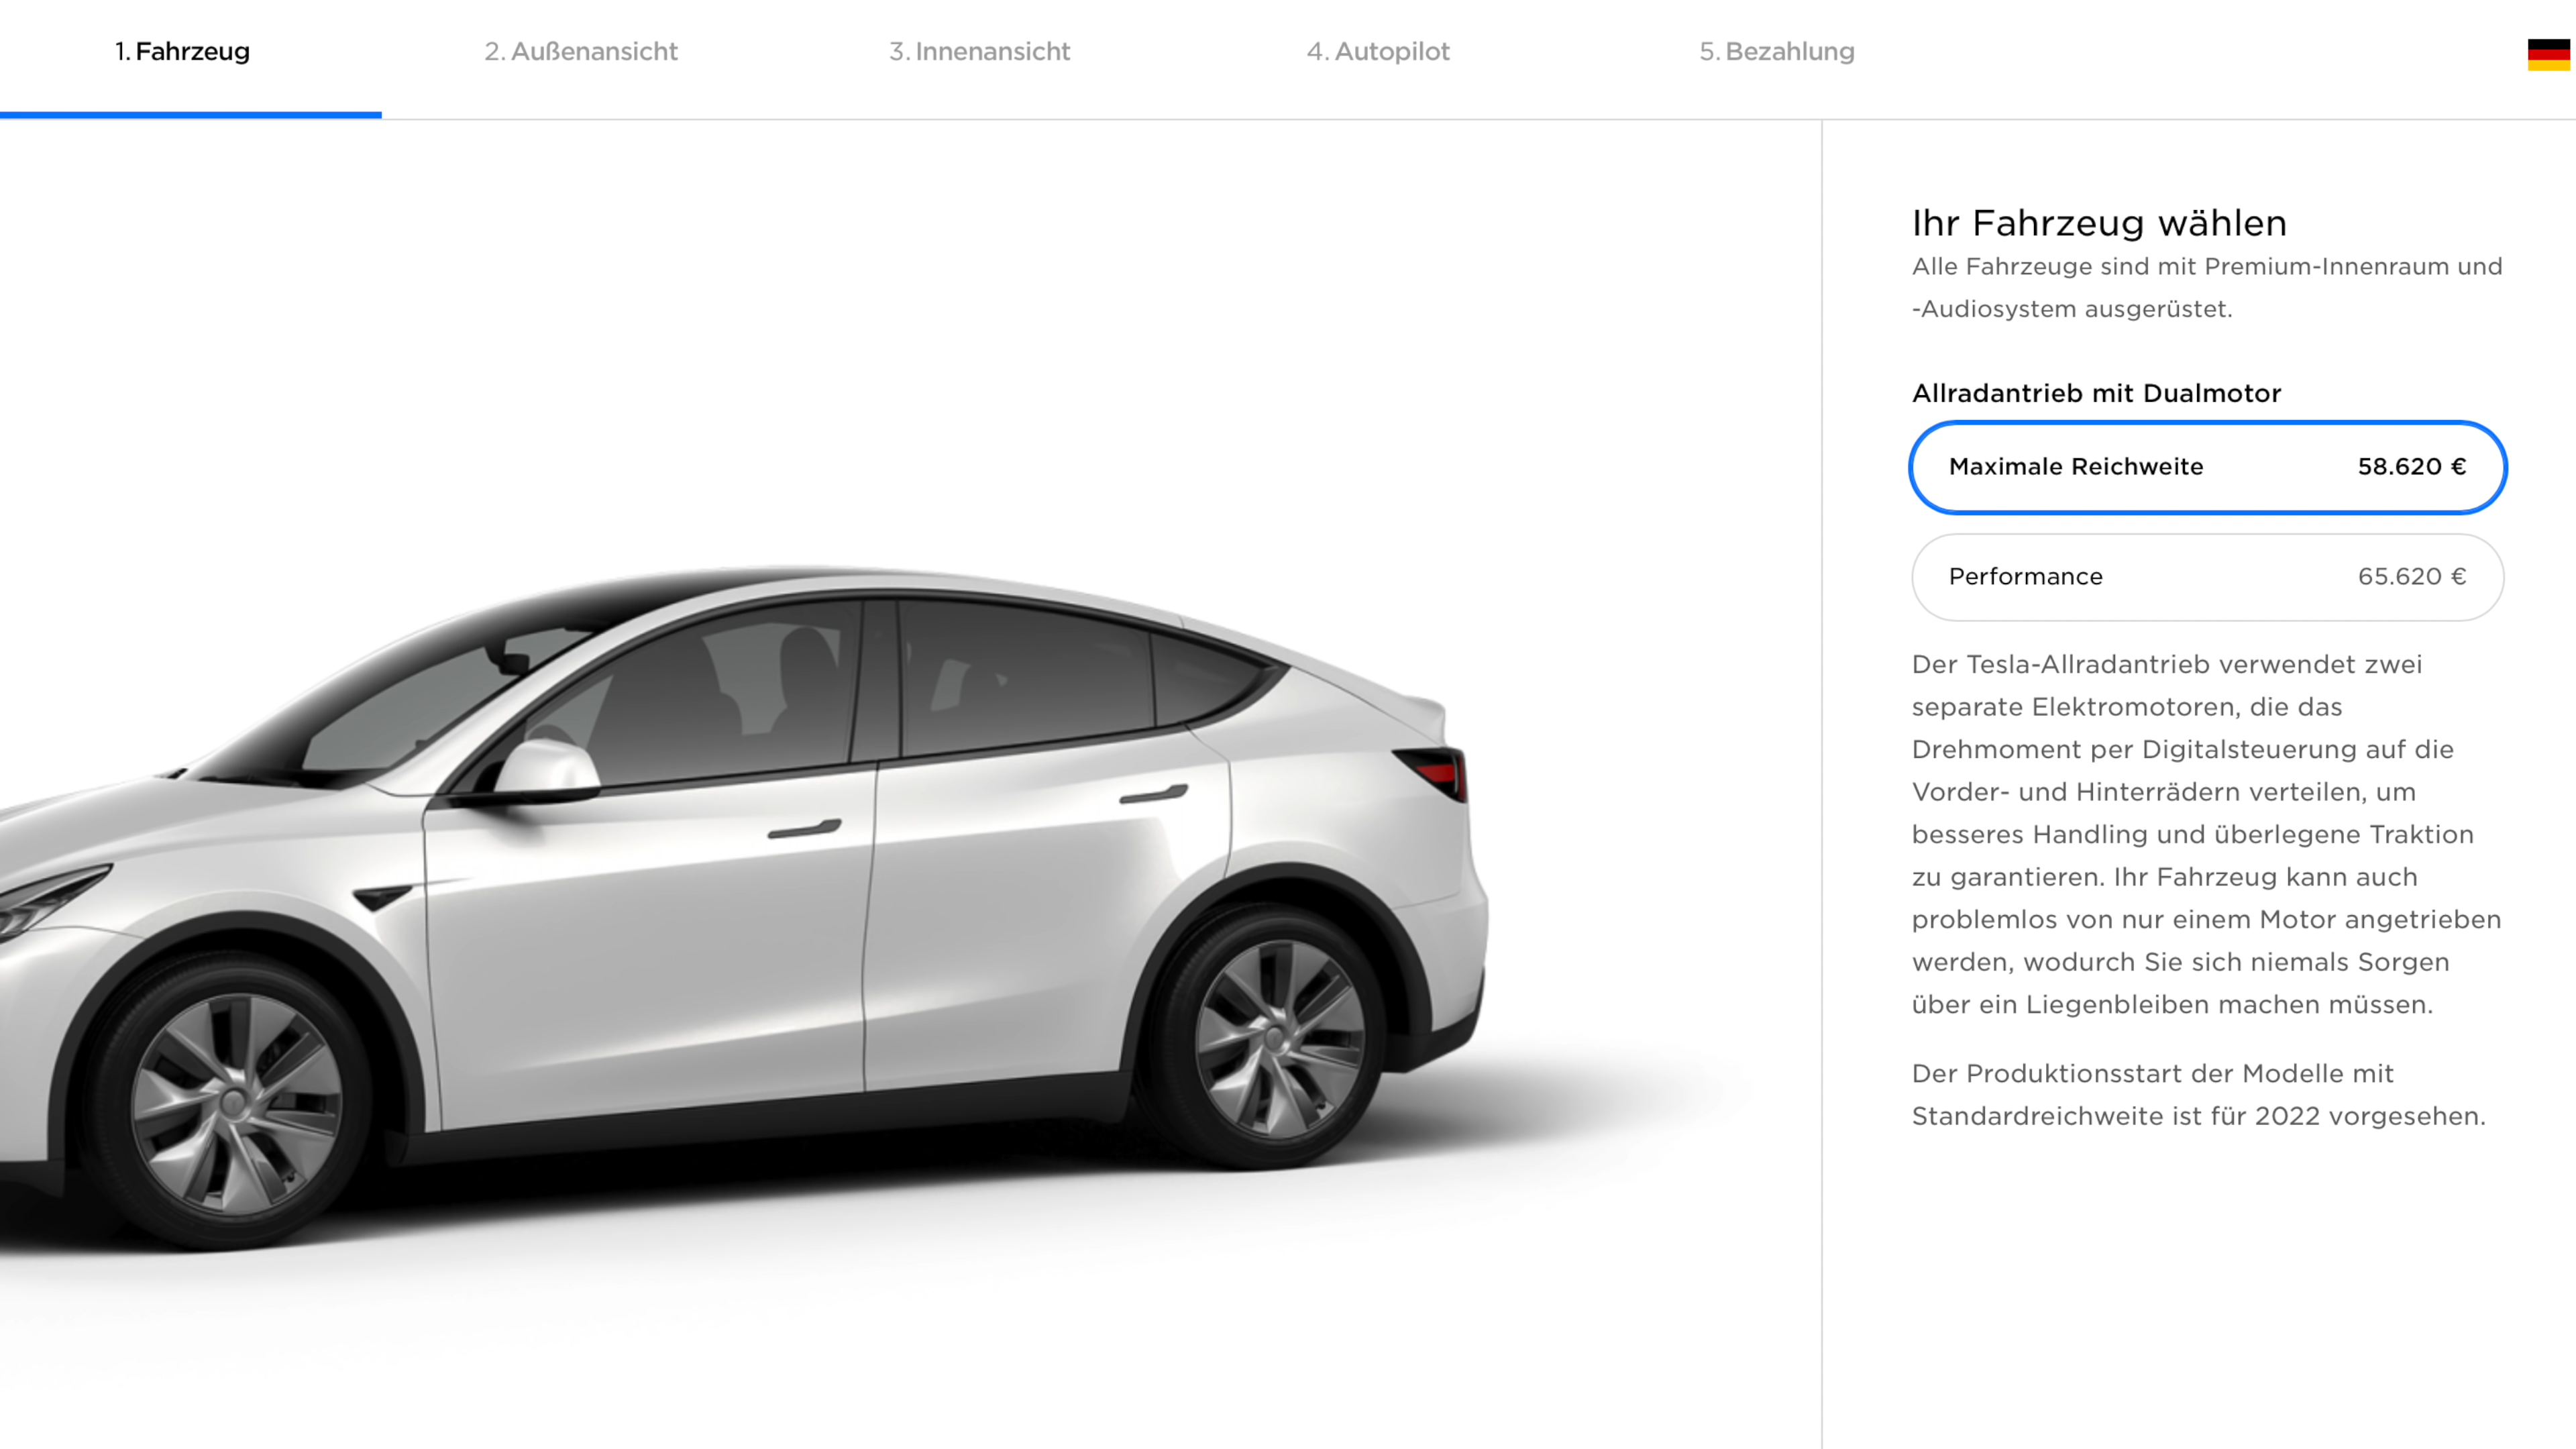 1. Fahrzeug
2. Außenansicht
3. Innenansicht
4. Autopilot
5. Bezahlung
Ihr Fahrzeug wählen
Alle Fahrzeuge sind mit Premium-Innenraum und
-Audiosystem ausgerüstet.
Allradantrieb mit Dualmotor
Maximale Reichweite 58.620 €
Performance 65.620 €
Der Tesla-Allradantrieb verwendet zwei
separate Elektromotoren, die das
Drehmoment per Digitalsteuerung auf die
Vorder- und Hinterrädern verteilen, um
besseres Handling und überlegene Traktion
zu garantieren. Ihr Fahrzeug kann auch
problemlos von nur einem Motor angetrieben
werden, wodurch Sie sich niemals Sorgen
über ein Liegenbleiben machen müssen.
Der Produktionsstart der Modelle mit
Standardreichweite ist für 2022 vorgesehen.